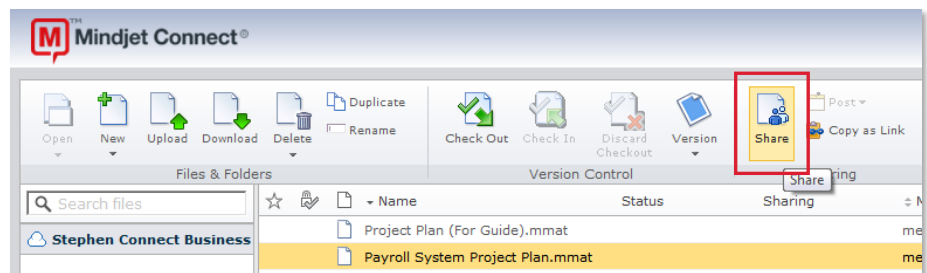 M™ Mindjet Connect®
Duplicate
Post
Rename
Copy as Link
Open New Upload Download Delete
Check Out Check In Discard Checkout Version
Share
Files & Folders
Version Control
Share
ring
Search files
Name Status Sharing M
Stephen Connect Business
Project Plan (For Guide).mmat me
Payroll System Project Plan.mmat me